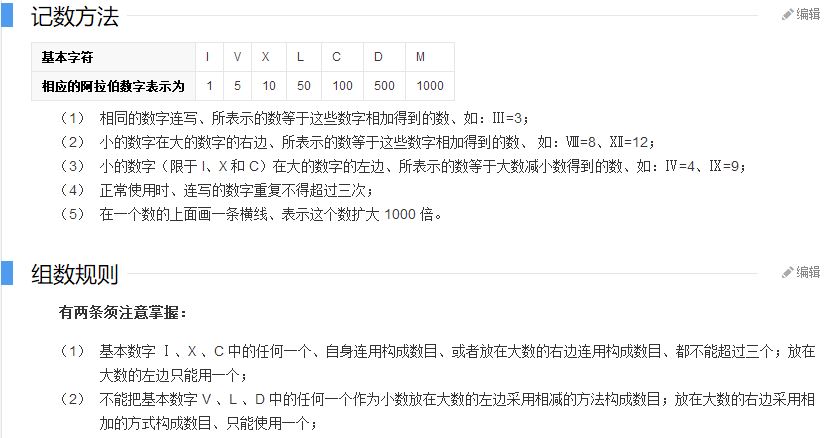 记数方法
编辑
基本字符 I V X L C D M
相应的阿拉伯数字表示为 1 5 10 50 100 500 1000
（1） 相同的数字连写、所表示的数等于这些数字相加得到的数、如：Ⅲ=3；
（2） 小的数字在大的数字的右边、所表示的数等于这些数字相加得到的数、 如：Ⅷ=8、Ⅻ=12；
（3） 小的数字（限于 I、X 和 C）在大的数字的左边、所表示的数等于大数减小数得到的数、如：Ⅳ=4、Ⅸ=9；
（4） 正常使用时、连写的数字重复不得超过三次；
（5） 在一个数的上面画一条横线、表示这个数扩大 1000 倍。
组数规则
编辑
有两条须注意掌握：
（1） 基本数字 Ⅰ、X 、C 中的任何一个、自身连用构成数目、或者放在大数的右边连用构成数目、都不能超过三个；放在
大数的左边只能用一个；
（2） 不能把基本数字 V 、L 、D 中的任何一个作为小数放在大数的左边采用相减的方法构成数目；放在大数的右边采用相
加的方式构成数目、只能使用一个；